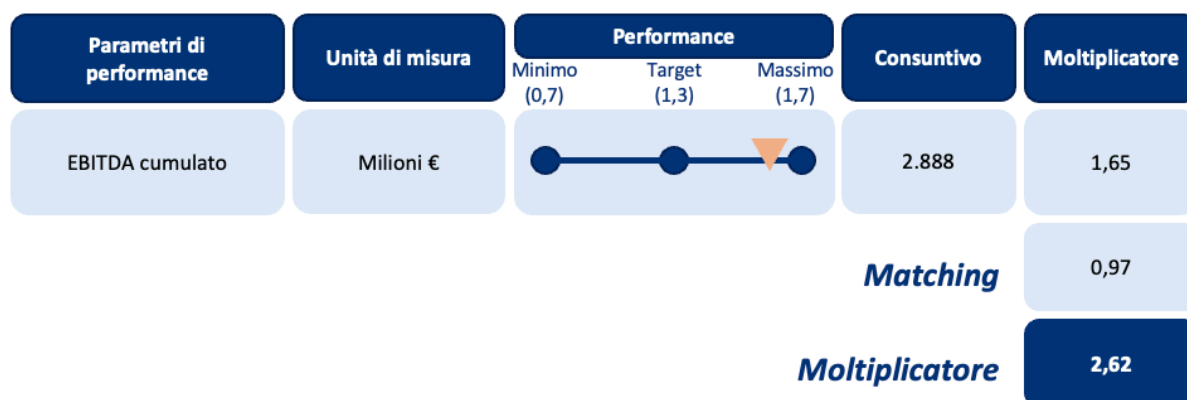 Parametri di
performance
Unità di misura
Performance
Minimo
(0,7)
Target
(1,3)
Massimo
(1,7)
Consuntivo
Moltiplicatore
EBITDA cumulato
Milioni €
2.888
1,65
Matching
0,97
Moltiplicatore
2,62